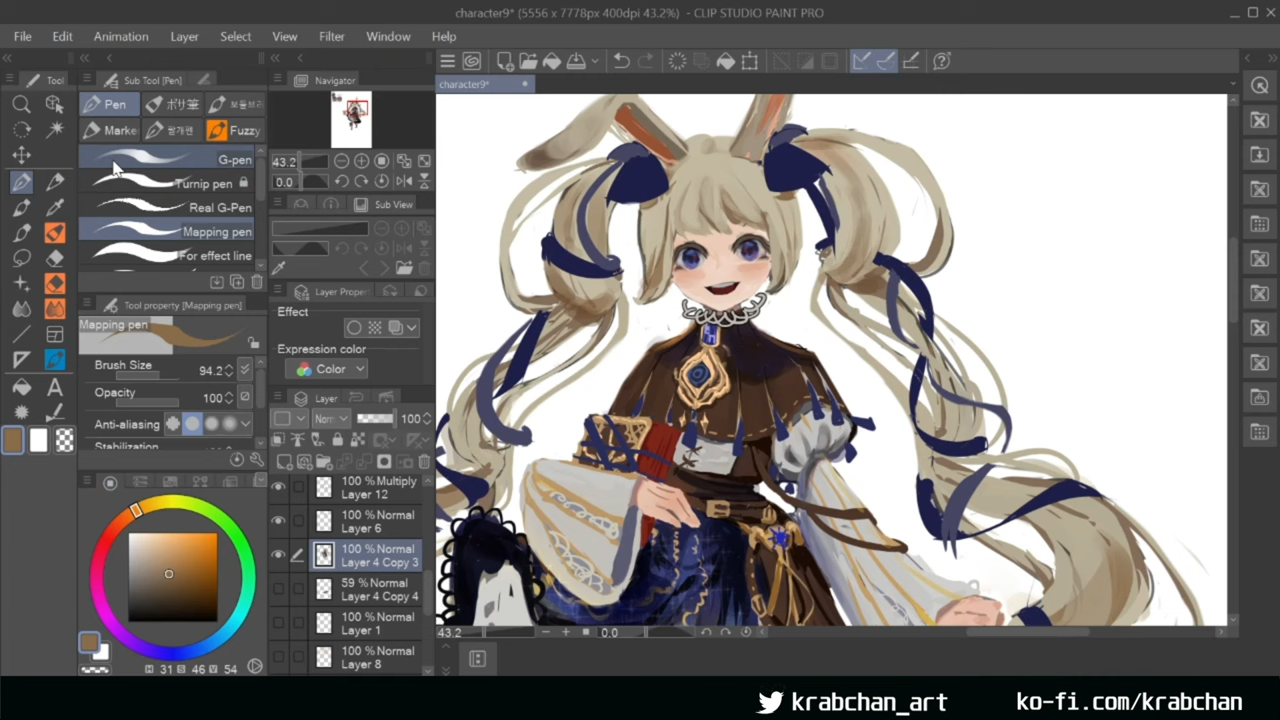 character9* (5556 x 7778px 400dpi 43.2%) - CLIP STUDIO PAINT PRO
File Edit Animation Layer Select View Filter Window Help
Tool
Sub Tool [Pen]
Navigator
character9*
Pen
Marke
Fuzzy
G-pen
Turnip pen
Real G-Pen
Mapping pen
For effect line
43.2
0.0
Sub View
Tool property [Mapping pen]
Mapping pen
Brush Size 94.2
Opacity 100
Anti-aliasing
Stabilization
Layer Proper
Effect
Expression color
Color
Layer
Norr 100
100 % Multiply
Layer 12
100 % Normal
Layer 6
100 % Normal
Layer 4 Copy 3
59 % Normal
Layer 4 Copy 4
100 % Normal
Layer 1
100 % Normal
Layer 8
H 31 S 46 V 54
43.2 0.0
krabchan_art ko-fi.com/krabchan